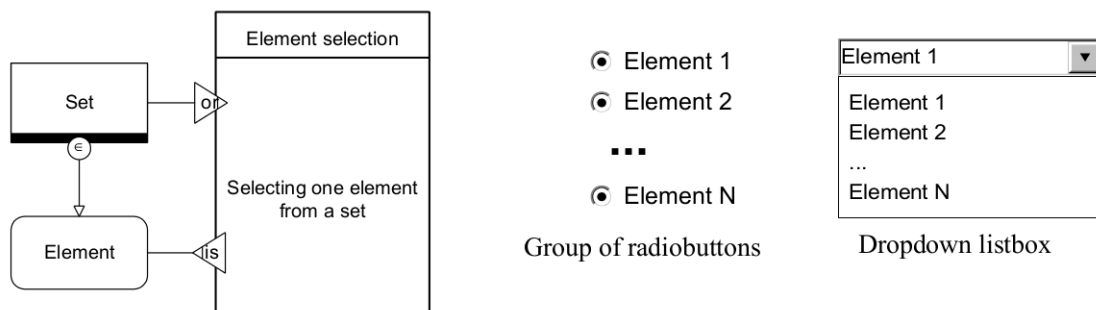 Element selection
Set
or
∈
Selecting one element
from a set
Element
is
Element 1
Element 2
...
Element N
Group of radiobuttons
Element 1
Element 1
Element 2
...
Element N
Dropdown listbox